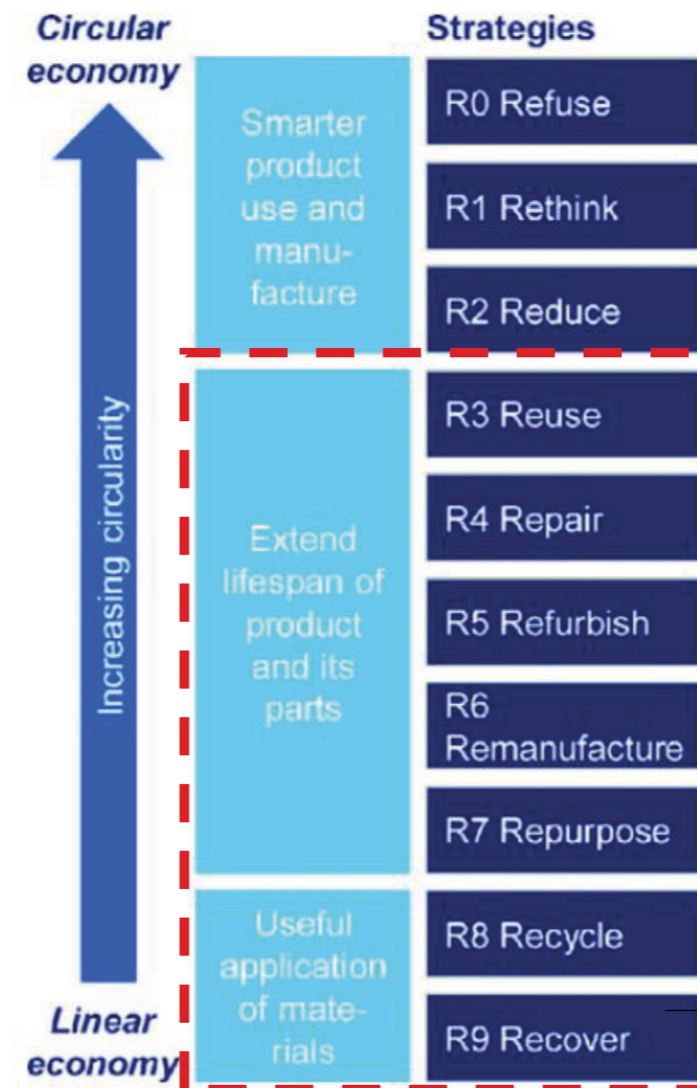 Circular
economy
Strategies
Increasing circularity
Smarter
product
use and
manu-
facture
R0 Refuse
R1 Rethink
R2 Reduce
Extend
lifespan of
product
and its
parts
R3 Reuse
R4 Repair
R5 Refurbish
R6
Remanufacture
R7 Repurpose
Useful
application
of mate-
rials
R8 Recycle
R9 Recover
Linear
economy